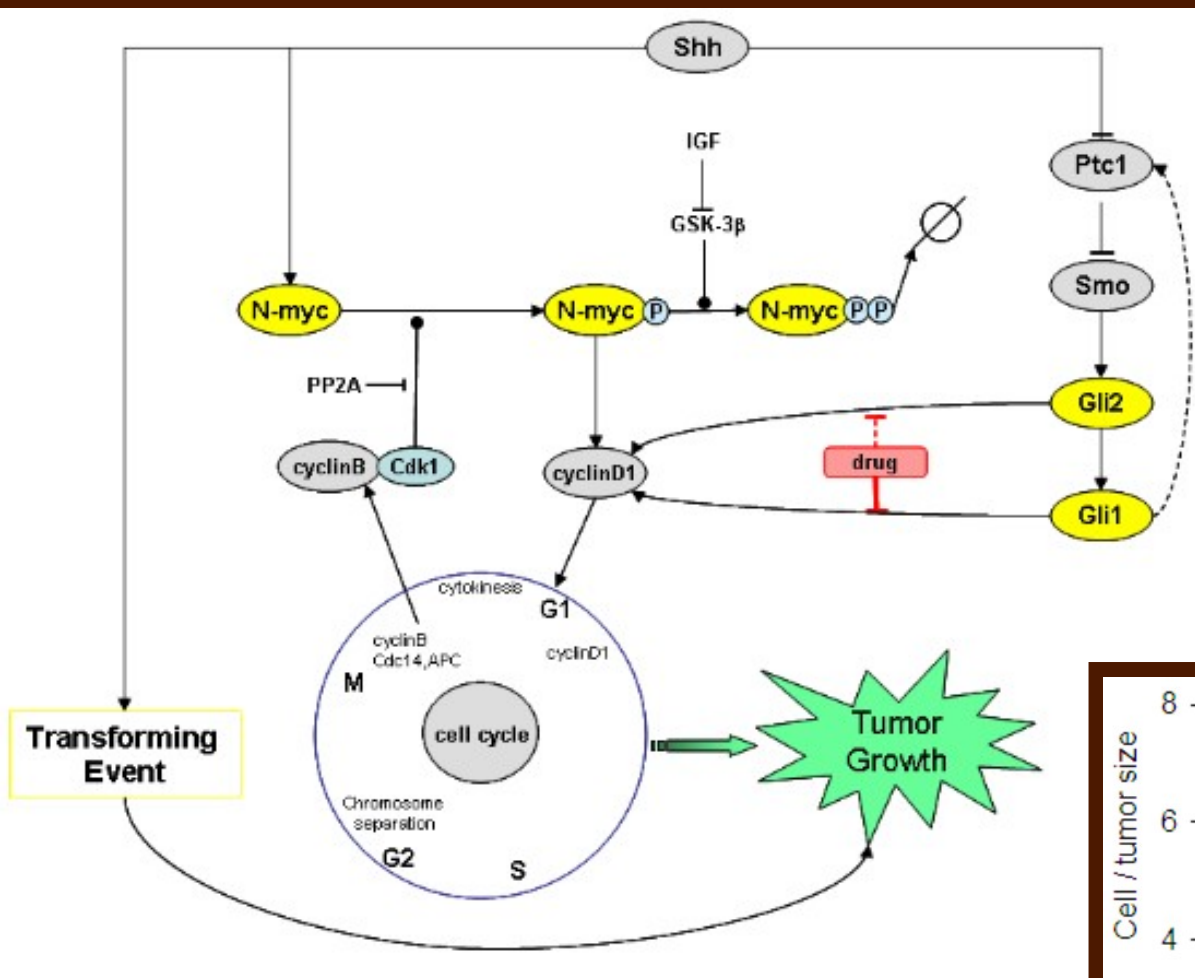 Shh
IGF
Ptc1
GSK-3β
Smo
N-myc
N-myc P
N-myc P P
PP2A
Gli2
cyclinB Cdk1
cyclinD1
drug
Gli1
cytokinesis
G1
cyclinB
Cdc14,APC
cyclinD1
M
cell cycle
Transforming
Event
Tumor
Growth
Chromosome
separation
G2
S
8
6
4
Cell / tumor size